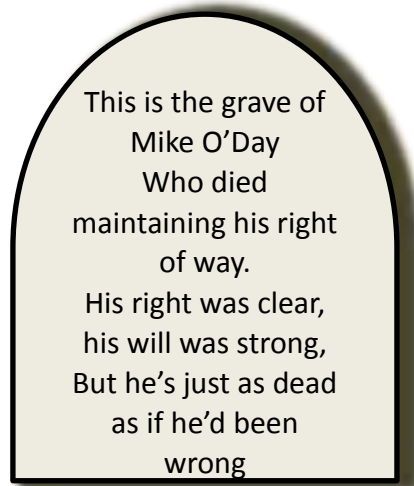 This is the grave of
Mike O’Day
Who died
maintaining his right
of way.
His right was clear,
his will was strong,
But he’s just as dead
as if he’d been
wrong